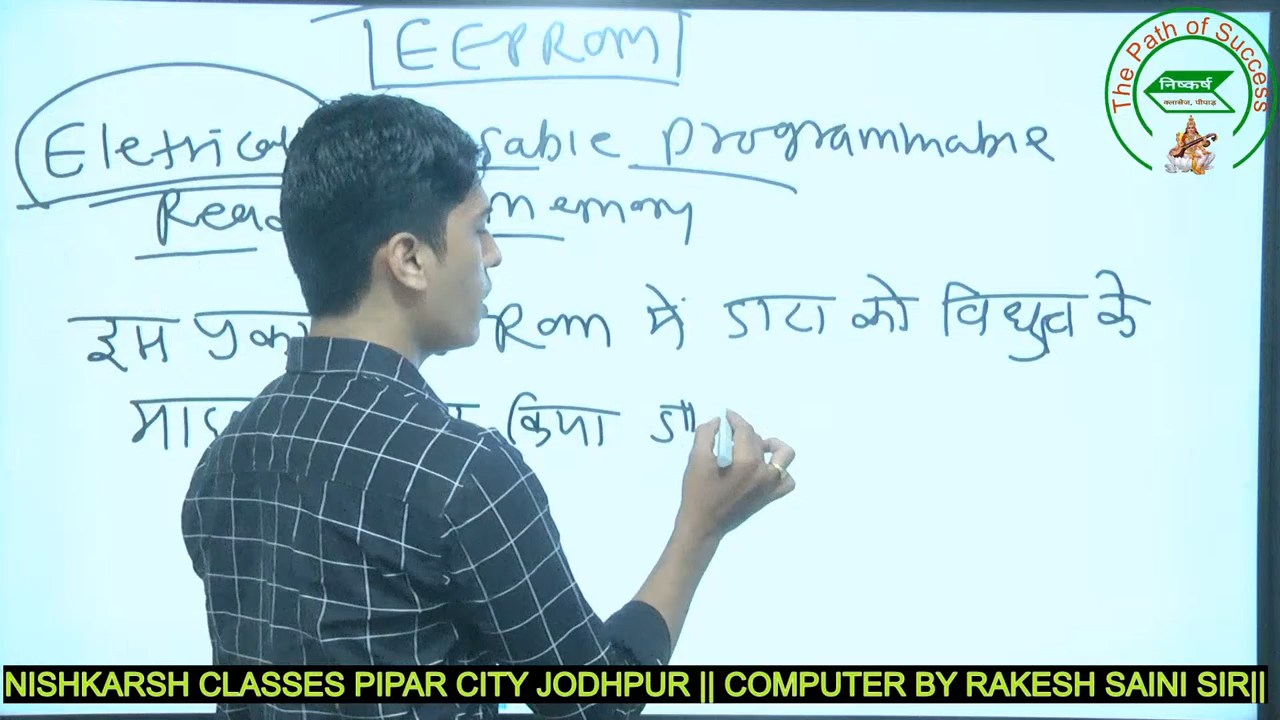 EEPROM
Eletrical sable programmable
Read memory
इस प्रका Rom में डाटा को विधुत के
किया जा
The Path of Success
निष्कर्ष
क्लासेज, पीपाड़
NISHKARSH CLASSES PIPAR CITY JODHPUR || COMPUTER BY RAKESH SAINI SIR||